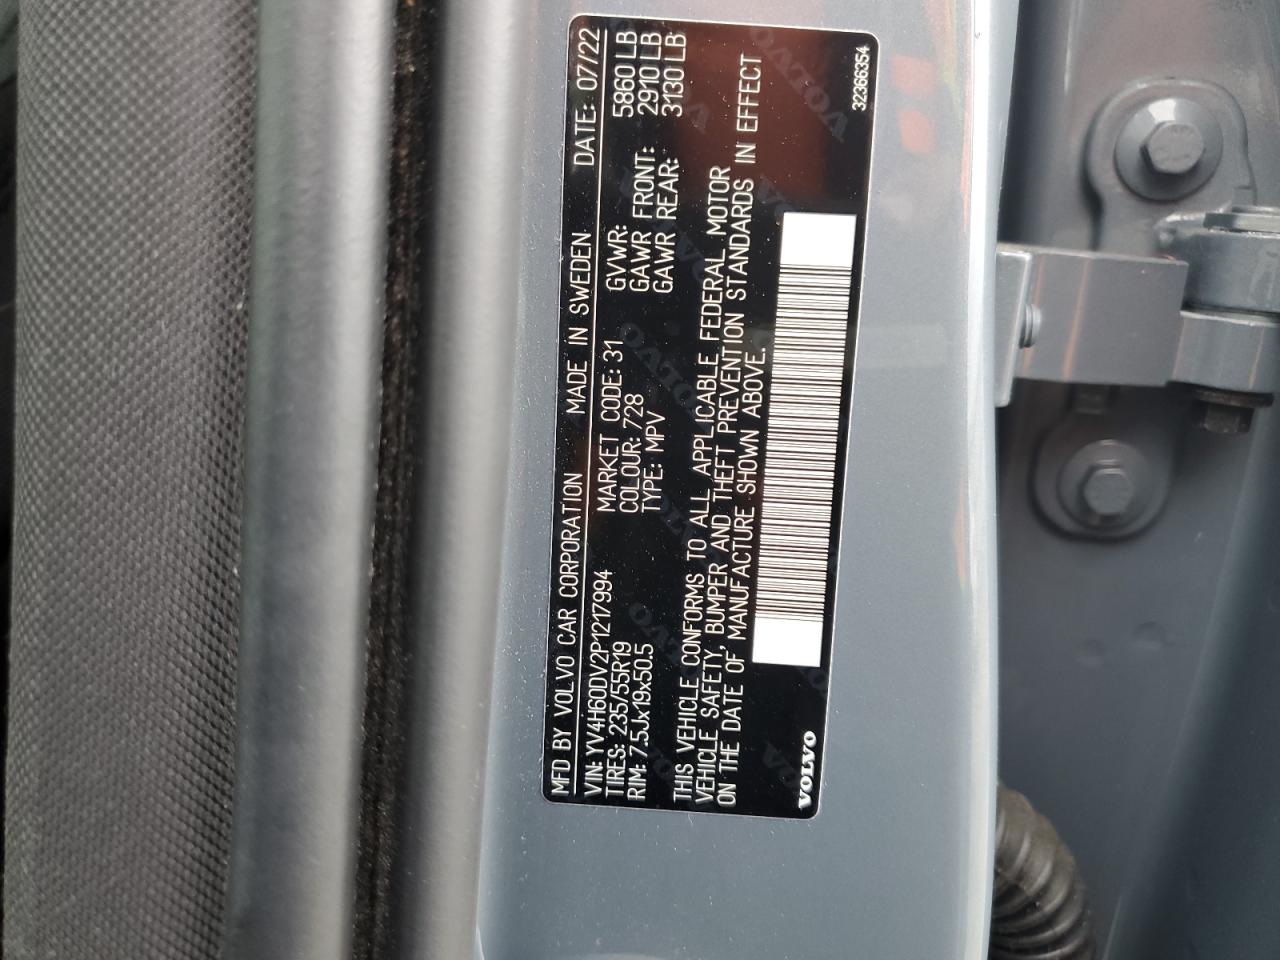 MFD BY VOLVO CAR CORPORATION MADE IN SWEDEN DATE: 07/22
VIN: YV4H60DV2P1217994 MARKET CODE: 31 GVWR: 5860 LB
TIRES: 235/55R19 COLOUR: 728 GAWR FRONT: 2910 LB
RIM: 7.5Jx19x50.5 TYPE: MPV GAWR REAR: 3130 LB
THIS VEHICLE CONFORMS TO ALL APPLICABLE FEDERAL MOTOR
VEHICLE SAFETY, BUMPER AND THEFT PREVENTION STANDARDS IN EFFECT
ON THE DATE OF MANUFACTURE SHOWN ABOVE.
VOLVO
32366354